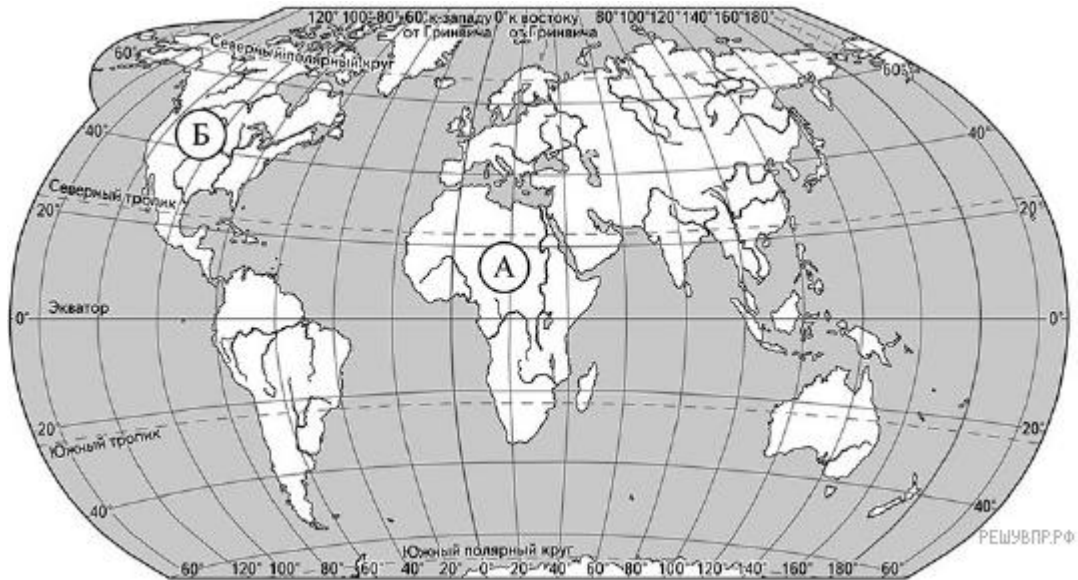 120° 100° 80° 60° к западу 0° к востоку 80° 100° 120° 140° 160° 180°
от Гринвича от Гринвича
60° Северный полярный круг 60°
Б
40° 40°
Северный тропик
20° 20°
А
Экватор
0° 0°
20° 20°
Южный тропик
40° 40°
РЕШУВПР.РФ
Южный полярный круг
60° 120° 100° 80° 60° 40° 20° 0° 20° 40° 60° 80° 100° 120° 140° 160° 60°